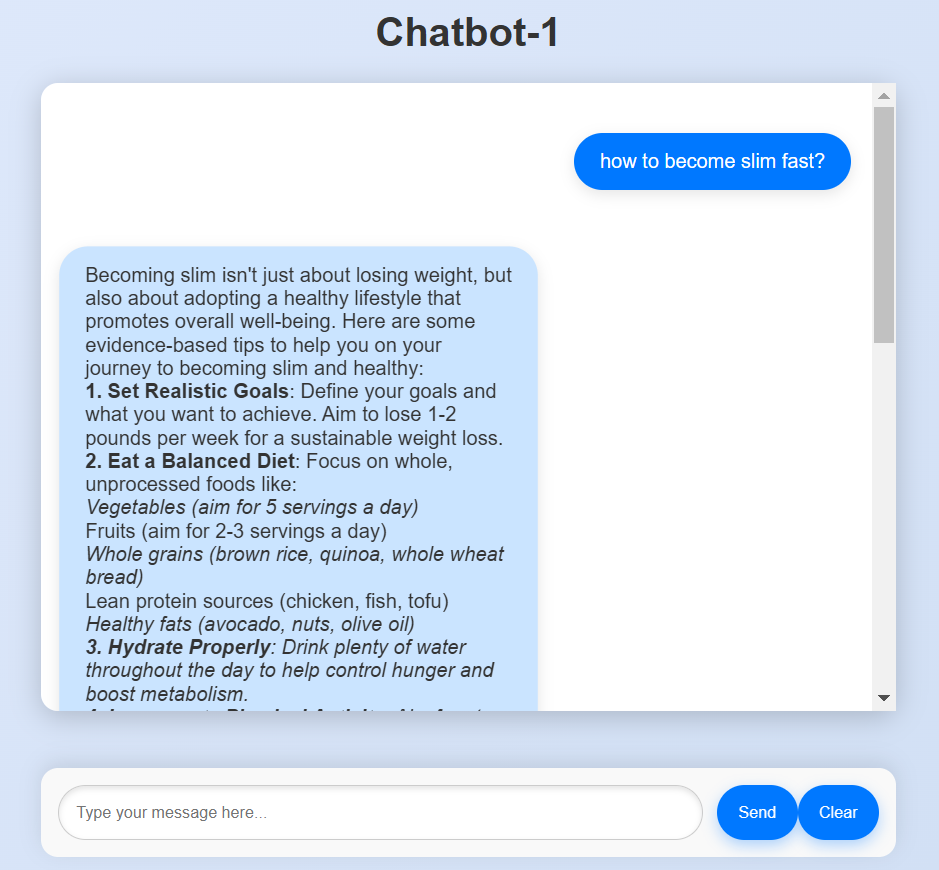 Chatbot-1
how to become slim fast?
Becoming slim isn't just about losing weight, but
also about adopting a healthy lifestyle that
promotes overall well-being. Here are some
evidence-based tips to help you on your
journey to becoming slim and healthy:
1. Set Realistic Goals: Define your goals and
what you want to achieve. Aim to lose 1-2
pounds per week for a sustainable weight loss.
2. Eat a Balanced Diet: Focus on whole,
unprocessed foods like:
Vegetables (aim for 5 servings a day)
Fruits (aim for 2-3 servings a day)
Whole grains (brown rice, quinoa, whole wheat
bread)
Lean protein sources (chicken, fish, tofu)
Healthy fats (avocado, nuts, olive oil)
3. Hydrate Properly: Drink plenty of water
throughout the day to help control hunger and
boost metabolism.
Type your message here...
Send
Clear